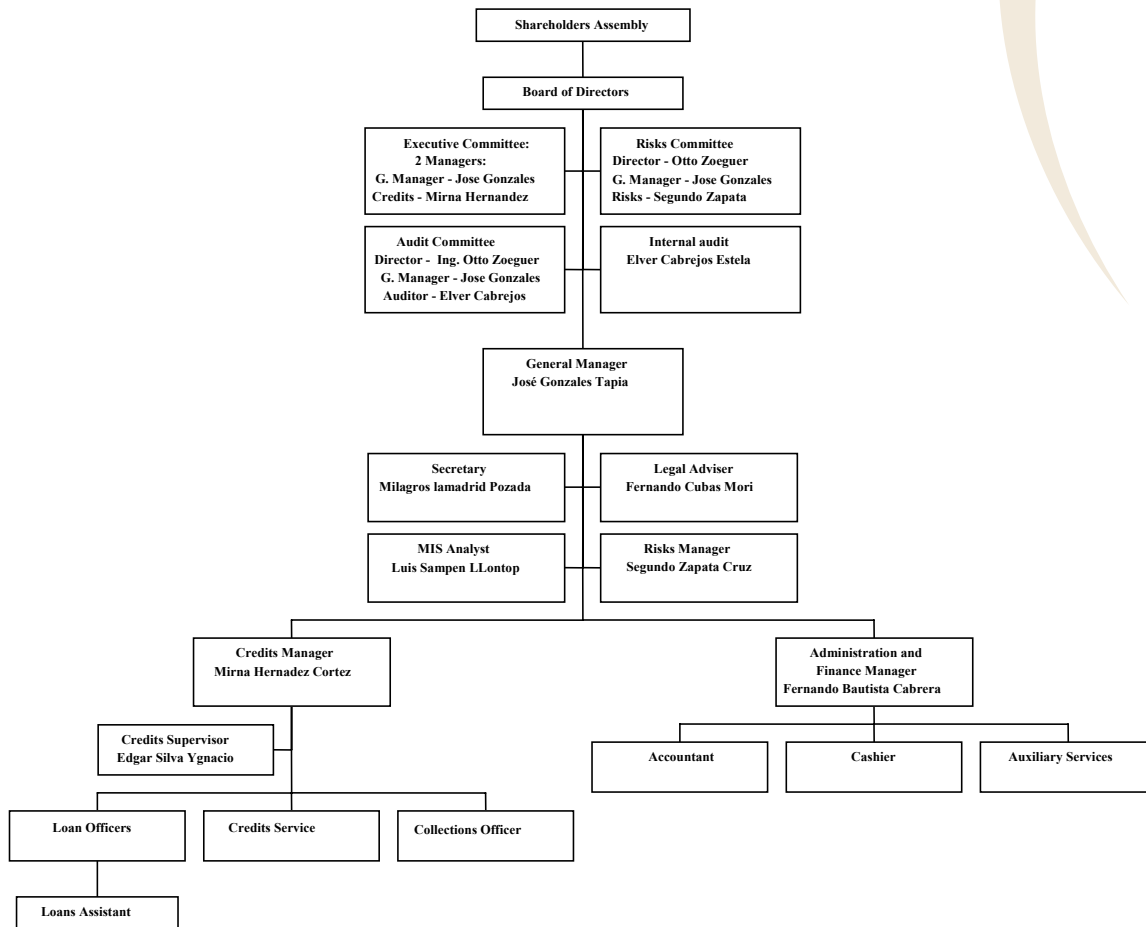 Shareholders Assembly
Board of Directors
Executive Committee:
2 Managers:
G. Manager - Jose Gonzales
Credits - Mirna Hernandez
Risks Committee
Director - Otto Zoeguer
G. Manager - Jose Gonzales
Risks - Segundo Zapata
Audit Committee
Director - Ing. Otto Zoeguer
G. Manager - Jose Gonzales
Auditor - Elver Cabrejos
Internal audit
Elver Cabrejos Estela
General Manager
José Gonzales Tapia
Secretary
Milagros lamadrid Pozada
Legal Adviser
Fernando Cubas Mori
MIS Analyst
Luis Sampen LLontop
Risks Manager
Segundo Zapata Cruz
Credits Manager
Mirna Hernadez Cortez
Administration and
Finance Manager
Fernando Bautista Cabrera
Credits Supervisor
Edgar Silva Ygnacio
Accountant
Cashier
Auxiliary Services
Loan Officers
Credits Service
Collections Officer
Loans Assistant